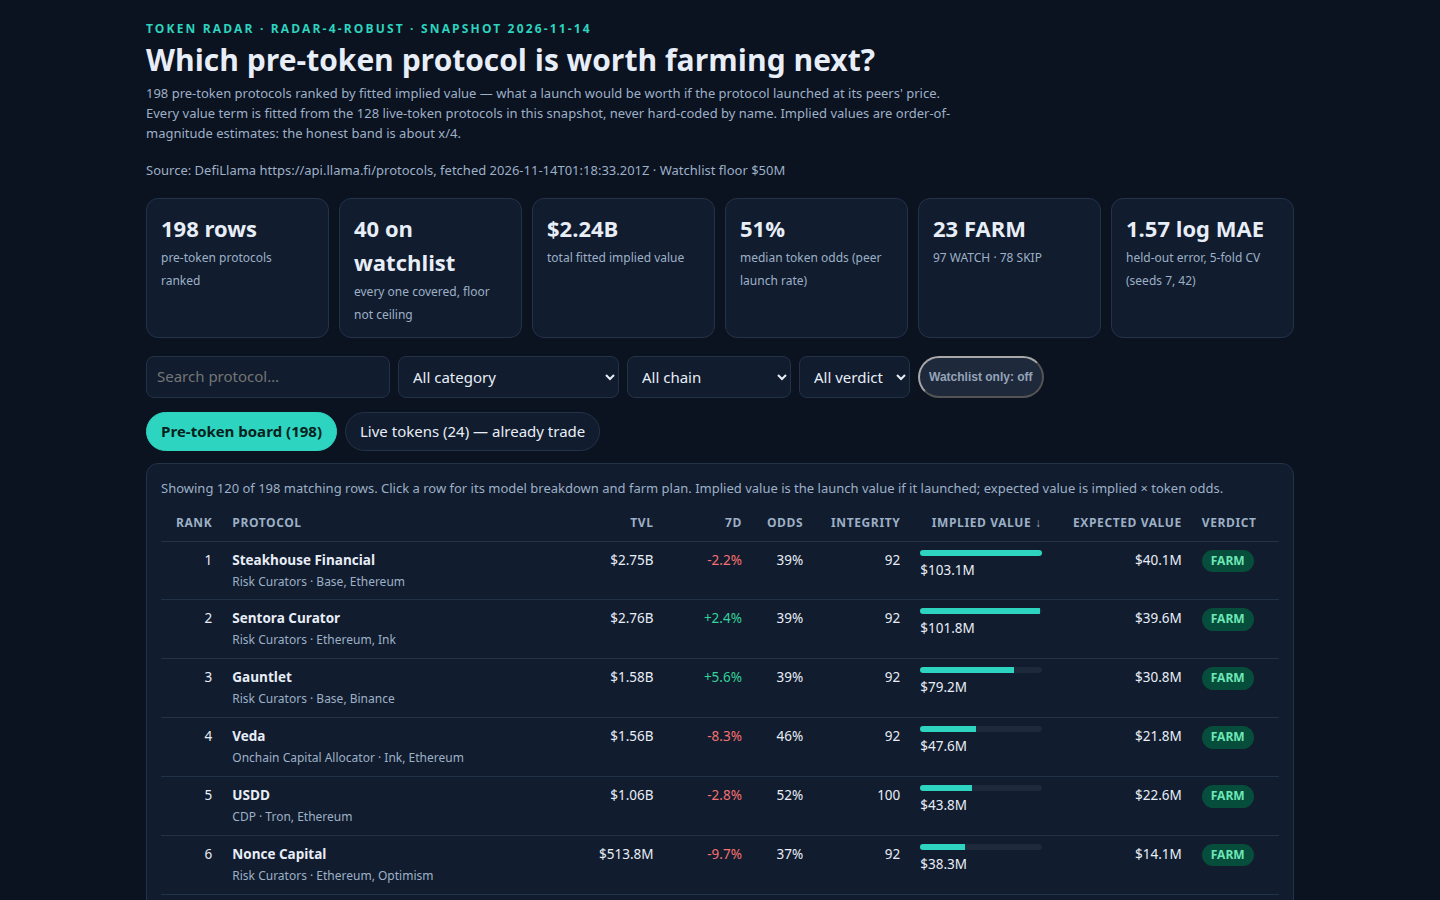 TOKEN RADAR · RADAR-4-ROBUST · SNAPSHOT 2026-11-14
Which pre-token protocol is worth farming next?
198 pre-token protocols ranked by fitted implied value — what a launch would be worth if the protocol launched at its peers' price.
Every value term is fitted from the 128 live-token protocols in this snapshot, never hard-coded by name. Implied values are order-of-
magnitude estimates: the honest band is about x/4.
Source: DefiLlama https://api.llama.fi/protocols, fetched 2026-11-14T01:18:33.201Z · Watchlist floor $50M
198 rows
pre-token protocols
ranked
40 on
watchlist
every one covered, floor
not ceiling
$2.24B
total fitted implied value
51%
median token odds (peer
launch rate)
23 FARM
97 WATCH · 78 SKIP
1.57 log MAE
held-out error, 5-fold CV
(seeds 7, 42)
Search protocol... All category All chain All verdict Watchlist only: off
Pre-token board (198) Live tokens (24) — already trade
Showing 120 of 198 matching rows. Click a row for its model breakdown and farm plan. Implied value is the launch value if it launched; expected value is implied × token odds.
RANK PROTOCOL TVL 7D ODDS INTEGRITY IMPLIED VALUE ↓ EXPECTED VALUE VERDICT
1 Steakhouse Financial $2.75B -2.2% 39% 92 $103.1M $40.1M FARM
Risk Curators · Base, Ethereum
2 Sentora Curator $2.76B +2.4% 39% 92 $101.8M $39.6M FARM
Risk Curators · Ethereum, Ink
3 Gauntlet $1.58B +5.6% 39% 92 $79.2M $30.8M FARM
Risk Curators · Base, Binance
4 Veda $1.56B -8.3% 46% 92 $47.6M $21.8M FARM
Onchain Capital Allocator · Ink, Ethereum
5 USDD $1.06B -2.8% 52% 100 $43.8M $22.6M FARM
CDP · Tron, Ethereum
6 Nonce Capital $513.8M -9.7% 37% 92 $38.3M $14.1M FARM
Risk Curators · Ethereum, Optimism